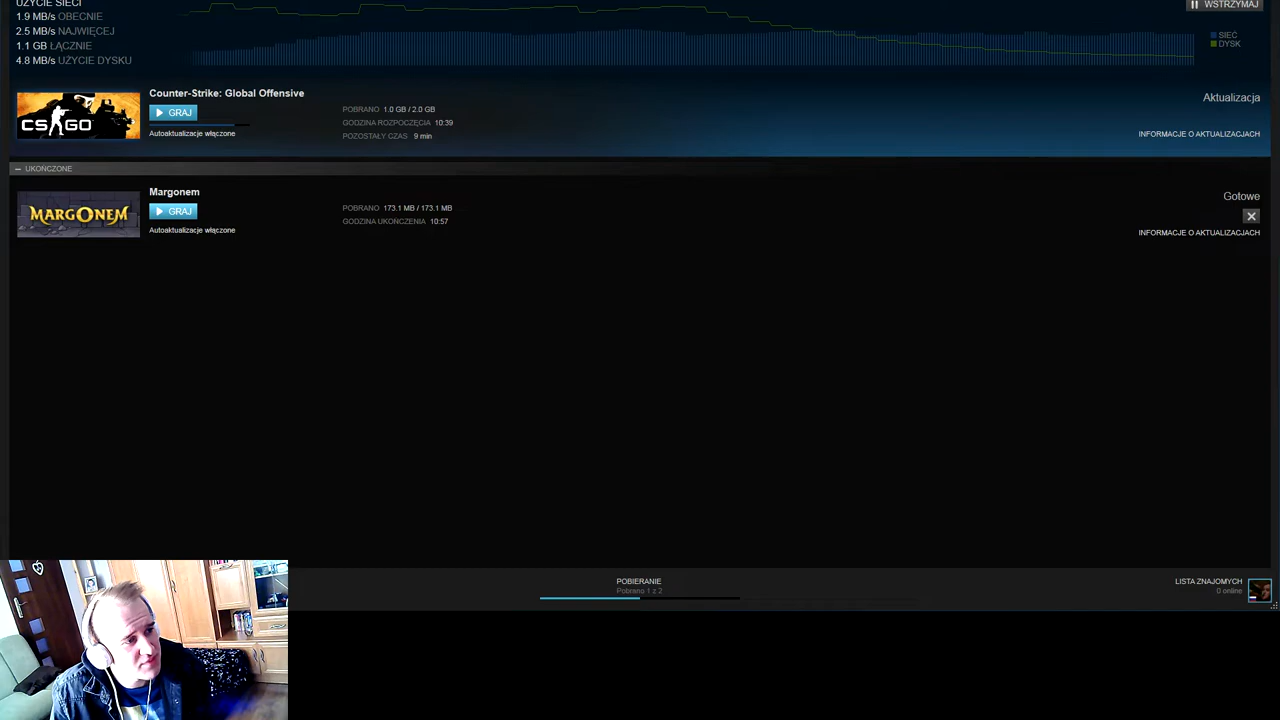 UŻYCIE SIECI
1.9 MB/s OBECNIE
2.5 MB/s NAJWIĘCEJ
1.1 GB ŁĄCZNIE
4.8 MB/s UŻYCIE DYSKU
WSTRZYMAJ
SIEĆ
DYSK
CS GO
Counter-Strike: Global Offensive
GRAJ
Autoaktualizacje włączone
POBRANO 1.0 GB / 2.0 GB
GODZINA ROZPOCZĘCIA 10:39
POZOSTAŁY CZAS 9 min
Aktualizacja
INFORMACJE O AKTUALIZACJACH
UKOŃCZONE
MARGONEM
Margonem
GRAJ
Autoaktualizacje włączone
POBRANO 173.1 MB / 173.1 MB
GODZINA UKOŃCZENIA 10:57
Gotowe
INFORMACJE O AKTUALIZACJACH
POBIERANIE
Pobrano 1 z 2
LISTA ZNAJOMYCH
0 online